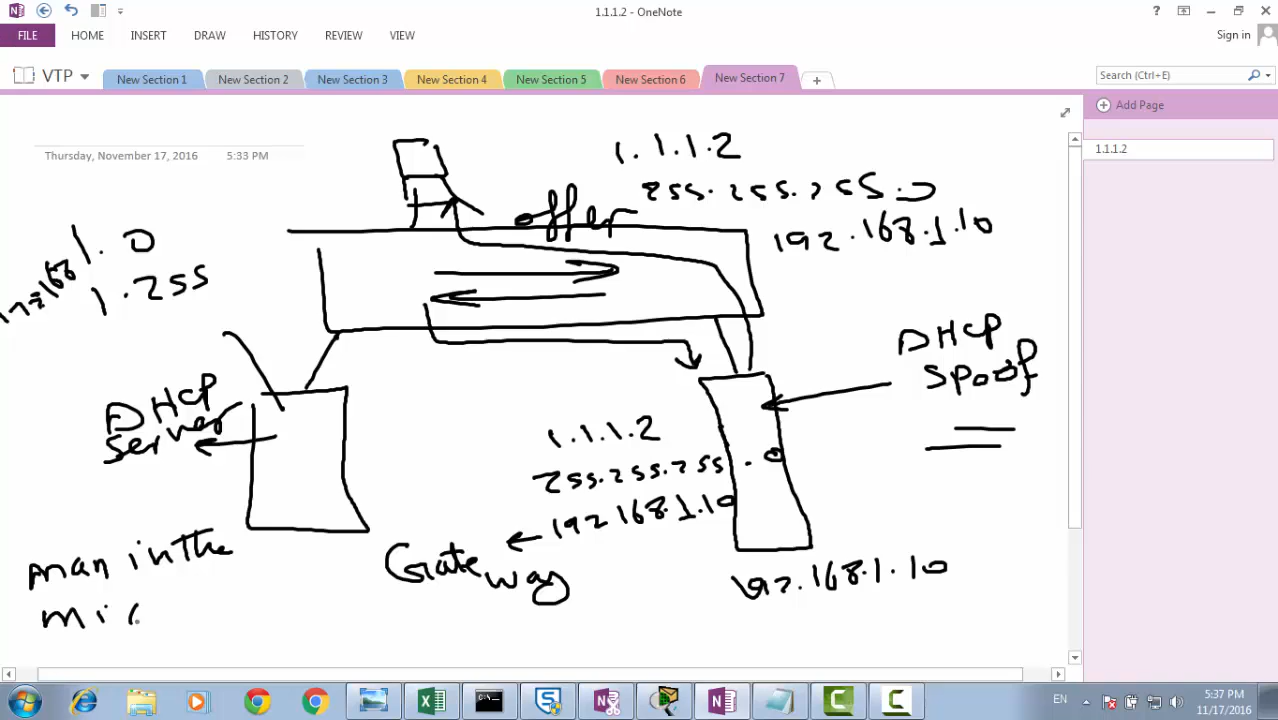 1.1.1.2 - OneNote
FILE
HOME
INSERT
DRAW
HISTORY
REVIEW
VIEW
Sign in
VTP
New Section 1
New Section 2
New Section 3
New Section 4
New Section 5
New Section 6
New Section 7
Search (Ctrl+E)
Add Page
1.1.1.2
Thursday, November 17, 2016 5:33 PM
1.1.1.2
255.255.255.0
192.168.1.10
offer
1.0
1.255
DHCP
Spoof
DHCP
Server
1.1.1.2
255.255.255.0
192.168.1.10
Gateway
192.168.1.10
man in the
mi
EN
5:37 PM
11/17/2016